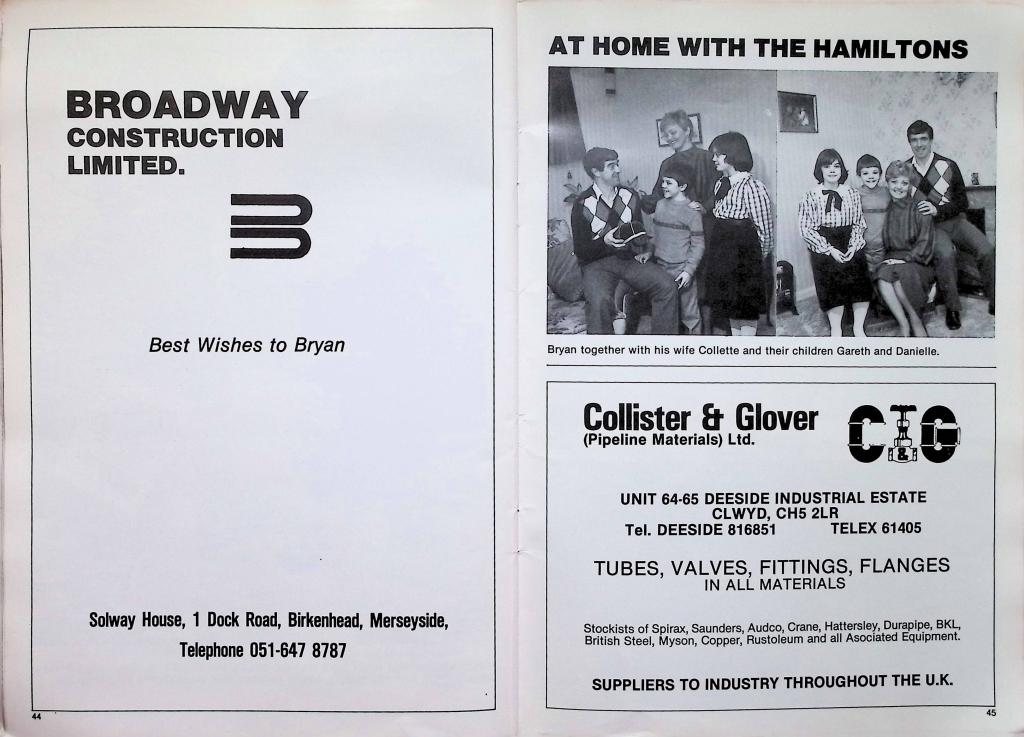 BROADWAY
CONSTRUCTION
LIMITED.
Best Wishes to Bryan
Solway House, 1 Dock Road, Birkenhead, Merseyside,
Telephone 051-647 8787
44
AT HOME WITH THE HAMILTONS
Bryan together with his wife Collette and their children Gareth and Danielle.
Collister & Glover
(Pipeline Materials) Ltd.
C&G
UNIT 64-65 DEESIDE INDUSTRIAL ESTATE
CLWYD, CH5 2LR
Tel. DEESIDE 816851 TELEX 61405
TUBES, VALVES, FITTINGS, FLANGES
IN ALL MATERIALS
Stockists of Spirax, Saunders, Audco, Crane, Hattersley, Durapipe, BKL,
British Steel, Myson, Copper, Rustoleum and all Asociated Equipment.
SUPPLIERS TO INDUSTRY THROUGHOUT THE U.K.
45